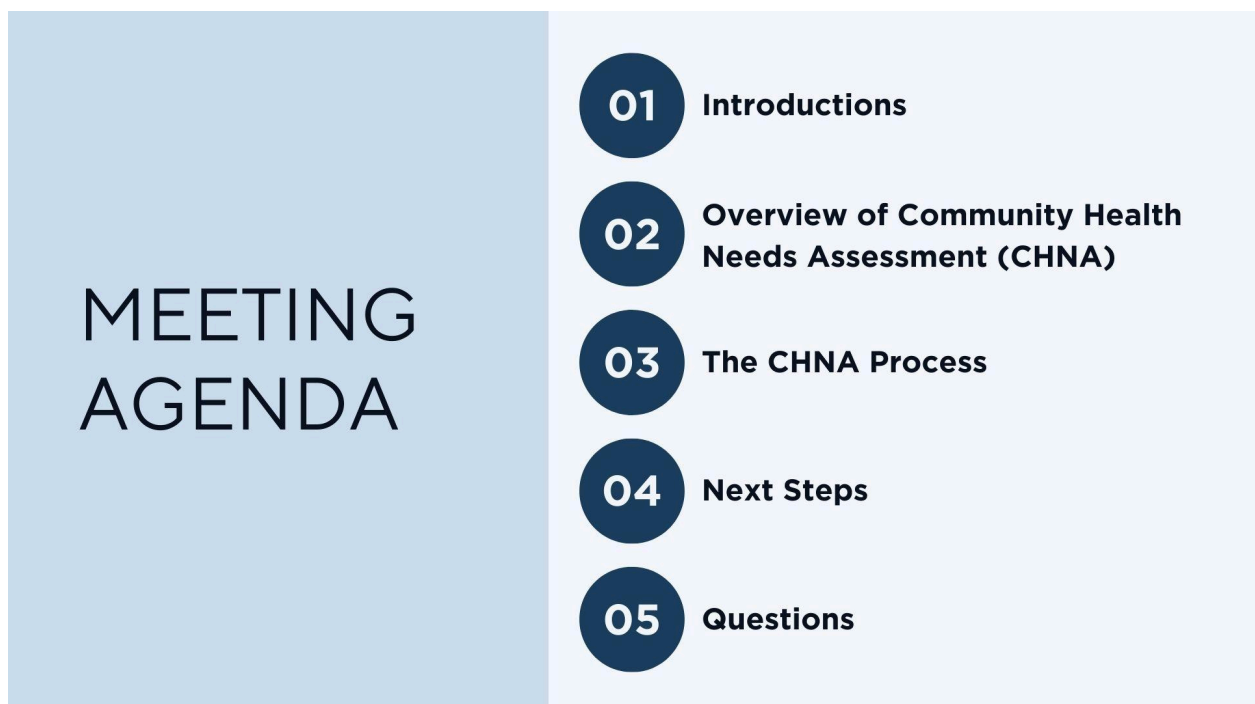 MEETING
AGENDA
01 Introductions
02 Overview of Community Health
Needs Assessment (CHNA)
03 The CHNA Process
04 Next Steps
05 Questions